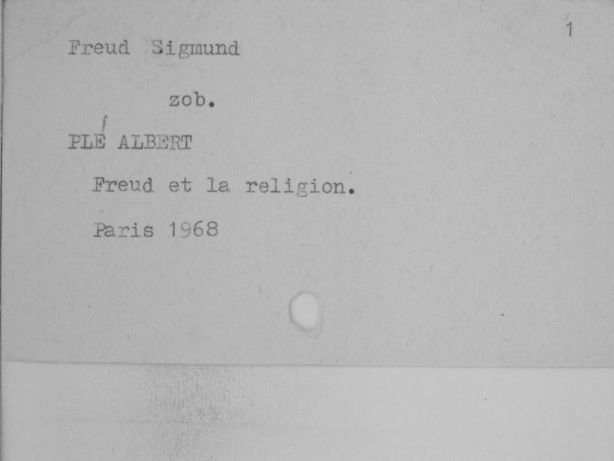 1
Freud Sigmund
zob.
PLÉ ALBERT
Freud et la religion.
Paris 1968